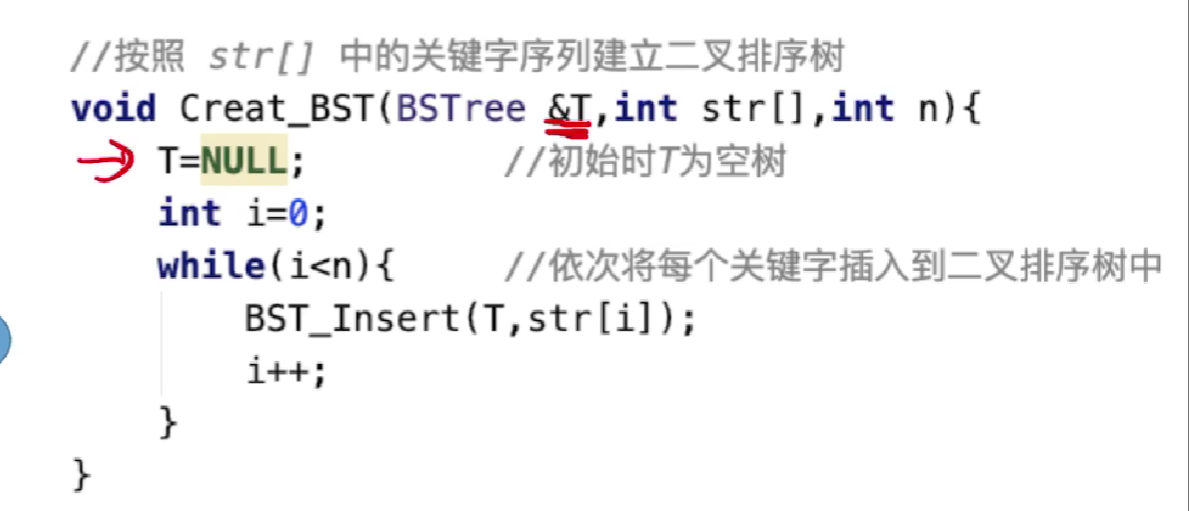 //按照 str[] 中的关键字序列建立二叉排序树
void Creat_BST(BSTree &T,int str[],int n){
T=NULL; //初始时T为空树
int i=0;
while(i<n){ //依次将每个关键字插入到二叉排序树中
BST_Insert(T,str[i]);
i++;
}
}